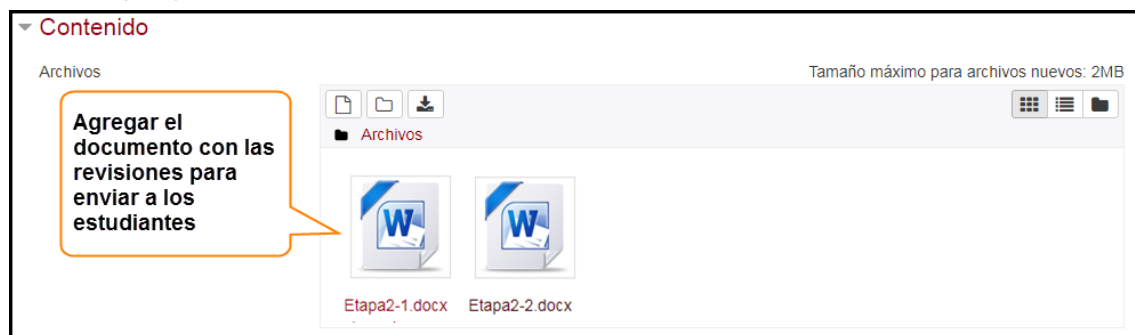 Contenido
Archivos
Tamaño máximo para archivos nuevos: 2MB
Agregar el
documento con las
revisiones para
enviar a los
estudiantes
Archivos
Etapa2-1.docx
Etapa2-2.docx